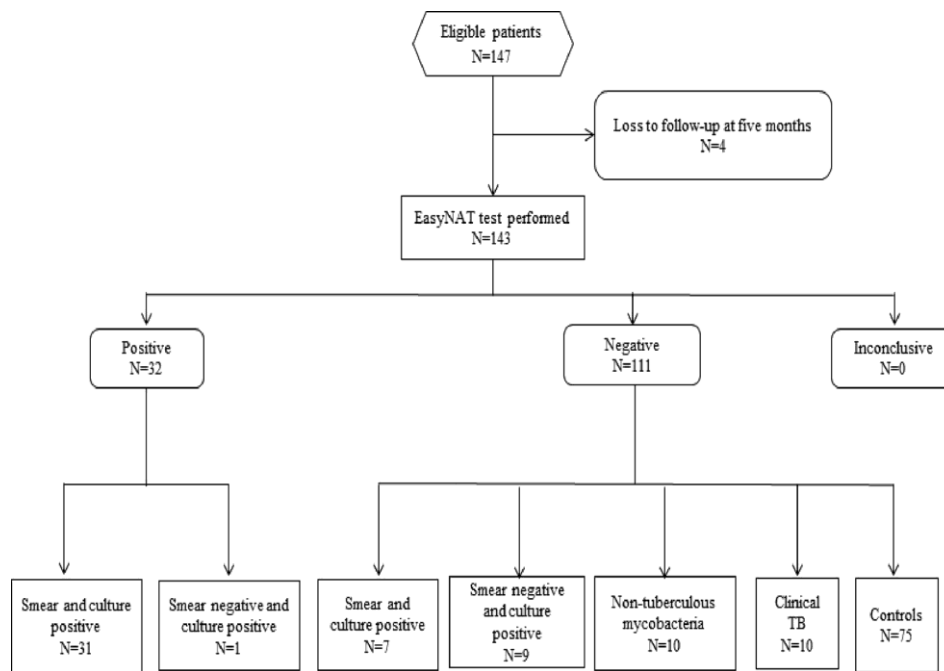 Eligible patients
N=147
Loss to follow-up at five months
N=4
EasyNAT test performed
N=143
Positive
N=32
Negative
N=111
Inconclusive
N=0
Smear and culture
positive
N=31
Smear negative and
culture positive
N=1
Smear and
culture positive
N=7
Smear negative
and culture
positive
N=9
Non-tuberculous
mycobacteria
N=10
Clinical
TB
N=10
Controls
N=75